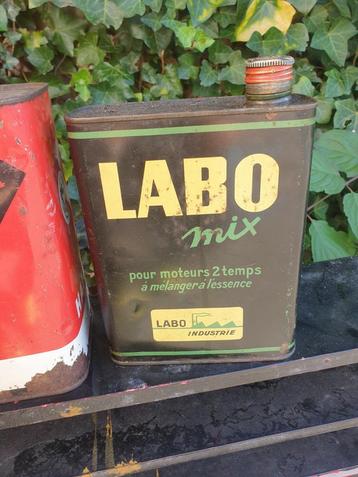 LABO
mix
pour moteurs 2 temps
à mélanger à l'essence
LABO
INDUSTRIE